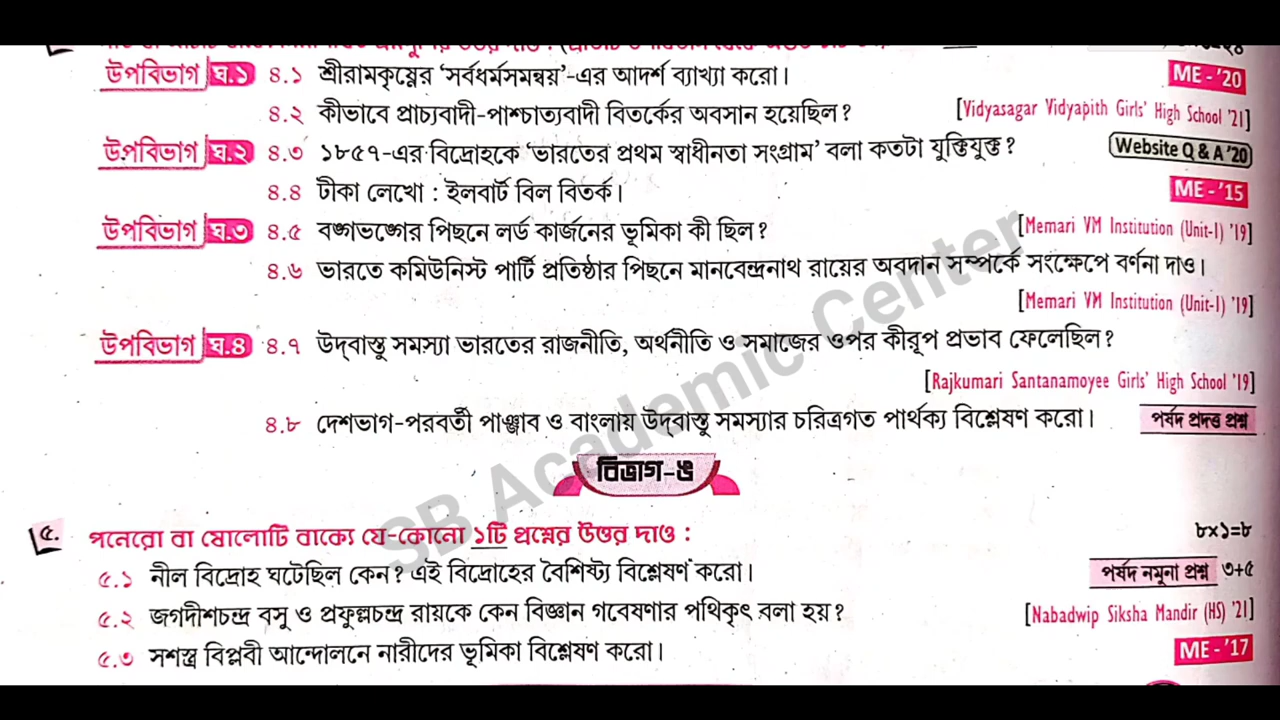 উপবিভাগ ঘ.১ ৪.১ শ্রীরামকৃষ্ণের 'সর্বধর্মসমন্বয়'-এর আদর্শ ব্যাখ্যা করো। ME - '20
৪.২ কীভাবে প্রাচ্যবাদী-পাশ্চাত্যবাদী বিতর্কের অবসান হয়েছিল? [Vidyasagar Vidyapith Girls' High School '21]
উপবিভাগ ঘ.২ ৪.৩ ১৮৫৭-এর বিদ্রোহকে 'ভারতের প্রথম স্বাধীনতা সংগ্রাম' বলা কতটা যুক্তিযুক্ত? Website Q & A '20
৪.৪ টীকা লেখো : ইলবার্ট বিল বিতর্ক। ME - '15
উপবিভাগ ঘ.৩ ৪.৫ বঙ্গভঙ্গের পিছনে লর্ড কার্জনের ভূমিকা কী ছিল? [Memari VM Institution (Unit-I) '19]
৪.৬ ভারতে কমিউনিস্ট পার্টি প্রতিষ্ঠার পিছনে মানবেন্দ্রনাথ রায়ের অবদান সম্পর্কে সংক্ষেপে বর্ণনা দাও।
[Memari VM Institution (Unit-I) '19]
উপবিভাগ ঘ.৪ ৪.৭ উদ্‌বাস্তু সমস্যা ভারতের রাজনীতি, অর্থনীতি ও সমাজের ওপর কীরূপ প্রভাব ফেলেছিল?
[Rajkumari Santanamoyee Girls' High School '19]
৪.৮ দেশভাগ-পরবর্তী পাঞ্জাব ও বাংলায় উদ্‌বাস্তু সমস্যার চরিত্রগত পার্থক্য বিশ্লেষণ করো। পর্ষদ প্রদত্ত প্রশ্ন
SB Academic Center
বিভাগ-ঙ
৫. পনেরো বা ষোলোটি বাক্যে যে-কোনো ১টি প্রশ্নের উত্তর দাও : ৮×১=৮
৫.১ নীল বিদ্রোহ ঘটেছিল কেন? এই বিদ্রোহের বৈশিষ্ট্য বিশ্লেষণ করো। পর্ষদ নমুনা প্রশ্ন ৩+৫
৫.২ জগদীশচন্দ্র বসু ও প্রফুল্লচন্দ্র রায়কে কেন বিজ্ঞান গবেষণার পথিকৃৎ বলা হয়? [Nabadwip Siksha Mandir (HS) '21]
৫.৩ সশস্ত্র বিপ্লবী আন্দোলনে নারীদের ভূমিকা বিশ্লেষণ করো। ME - '17